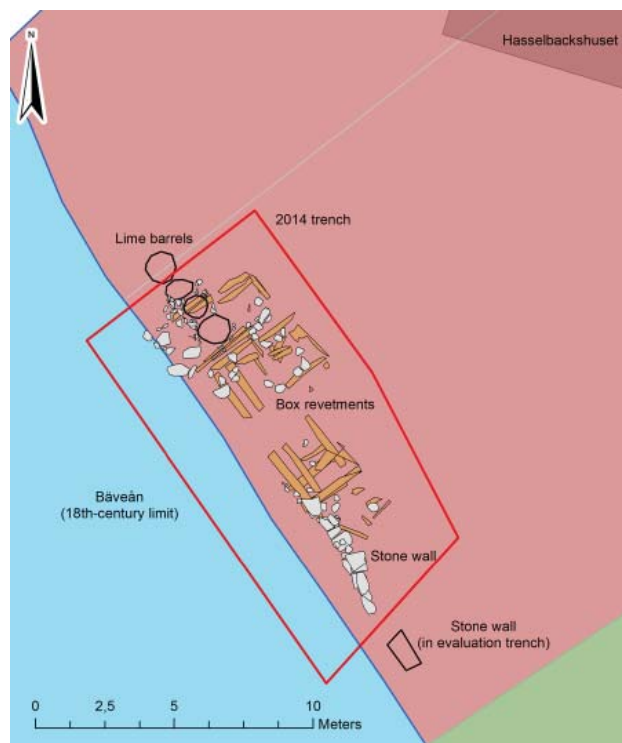 Hasselbackshuset
N
2014 trench
Lime barrels
Box revetments
Bäveån
(18th-century limit)
Stone wall
Stone wall
(in evaluation trench)
0 2,5 5 10
Meters